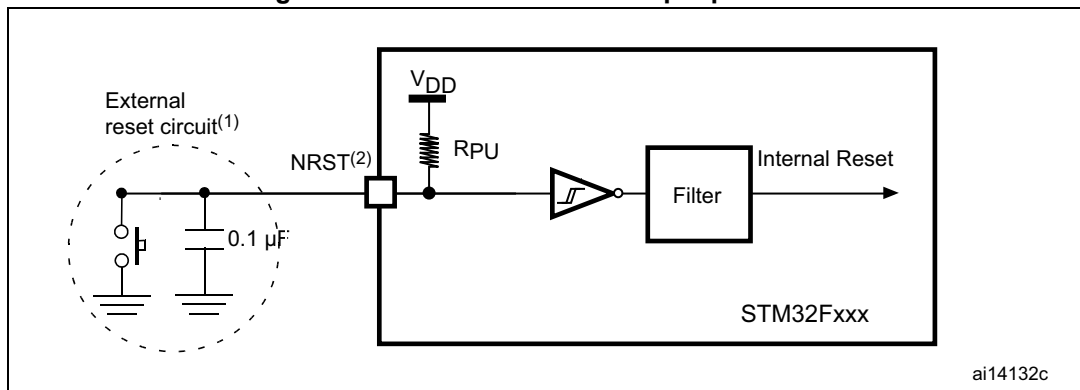 External
reset circuit(1)
NRST(2)
VDD
RPU
0.1 µF
Filter
Internal Reset
STM32Fxxx
ai14132c